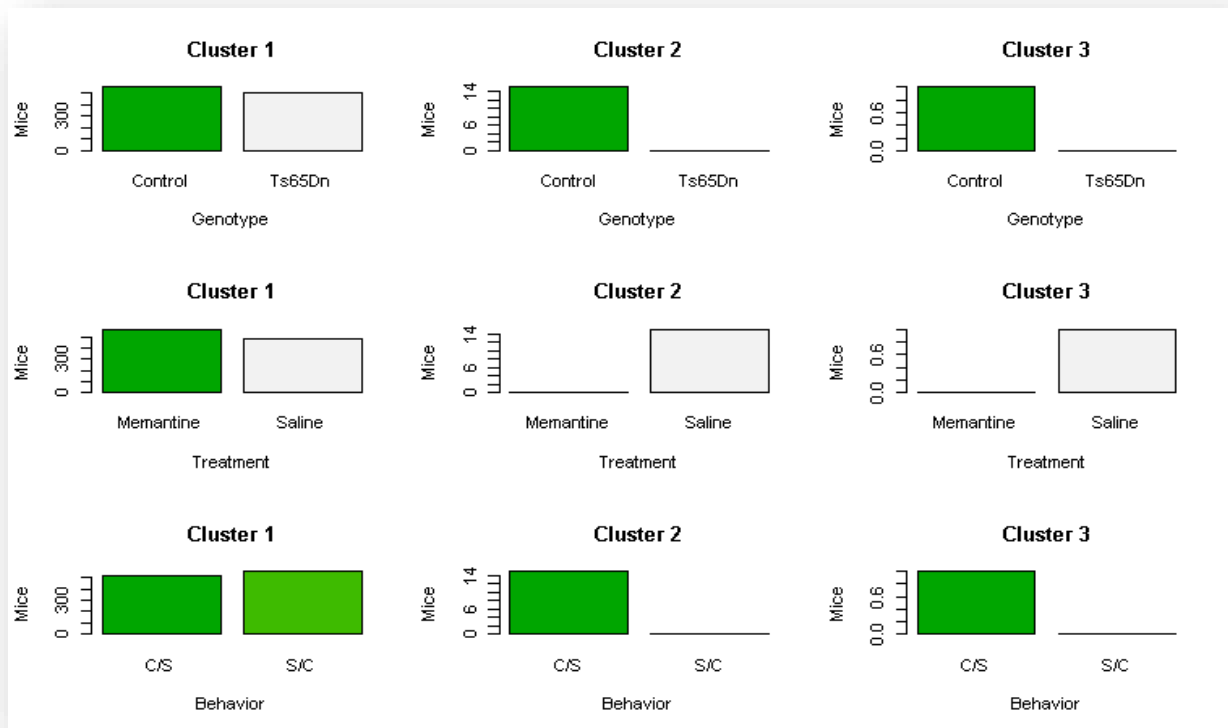 Cluster 1
Mice
0 300
Control Ts65Dn
Genotype
Cluster 2
Mice
0 6 14
Control Ts65Dn
Genotype
Cluster 3
Mice
0.0 0.6
Control Ts65Dn
Genotype
Cluster 1
Mice
0 300
Memantine Saline
Treatment
Cluster 2
Mice
0 6 14
Memantine Saline
Treatment
Cluster 3
Mice
0.0 0.6
Memantine Saline
Treatment
Cluster 1
Mice
0 300
C/S S/C
Behavior
Cluster 2
Mice
0 6 14
C/S S/C
Behavior
Cluster 3
Mice
0.0 0.6
C/S S/C
Behavior